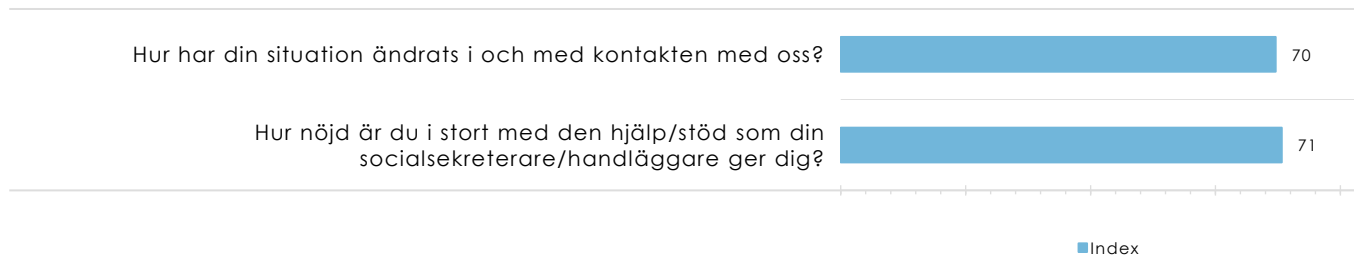 Hur har din situation ändrats i och med kontakten med oss?
70
Hur nöjd är du i stort med den hjälp/stöd som din
socialsekreterare/handläggare ger dig?
71
Index